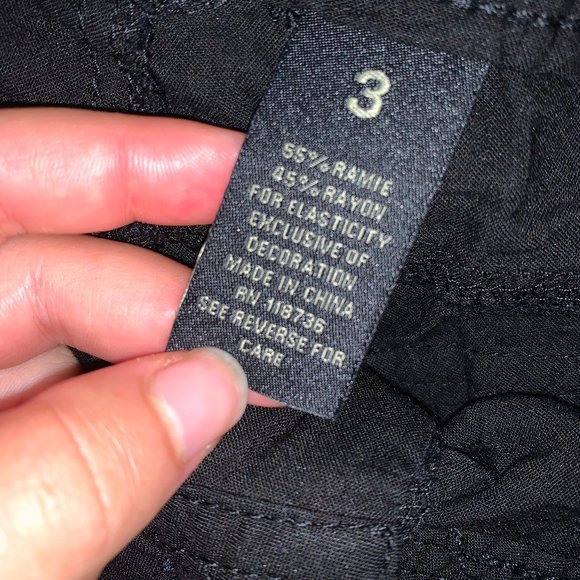 3
55% RAMIE
45% RAYON
FOR ELASTICITY
EXCLUSIVE OF
DECORATION
MADE IN CHINA
RN 118736
SEE REVERSE FOR
CARE